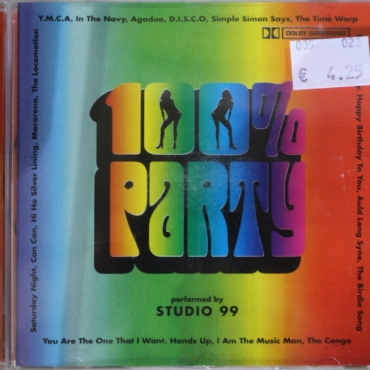 Y.M.C.A, In The Navy, Agadoo, D.I.S.C.O, Simple Simon Says, The Time Warp
DOLBY SURROUND
005 023
€ 4.25
100%
PARTY
performed by
STUDIO 99
Saturday Night, Can Can, Hi Ho Silver Lining, Macarena, The Locomotion
Happy Birthday To You, Auld Lang Syne, The Birdie Song
You Are The One That I Want, Hands Up, I Am The Music Man, The Conga